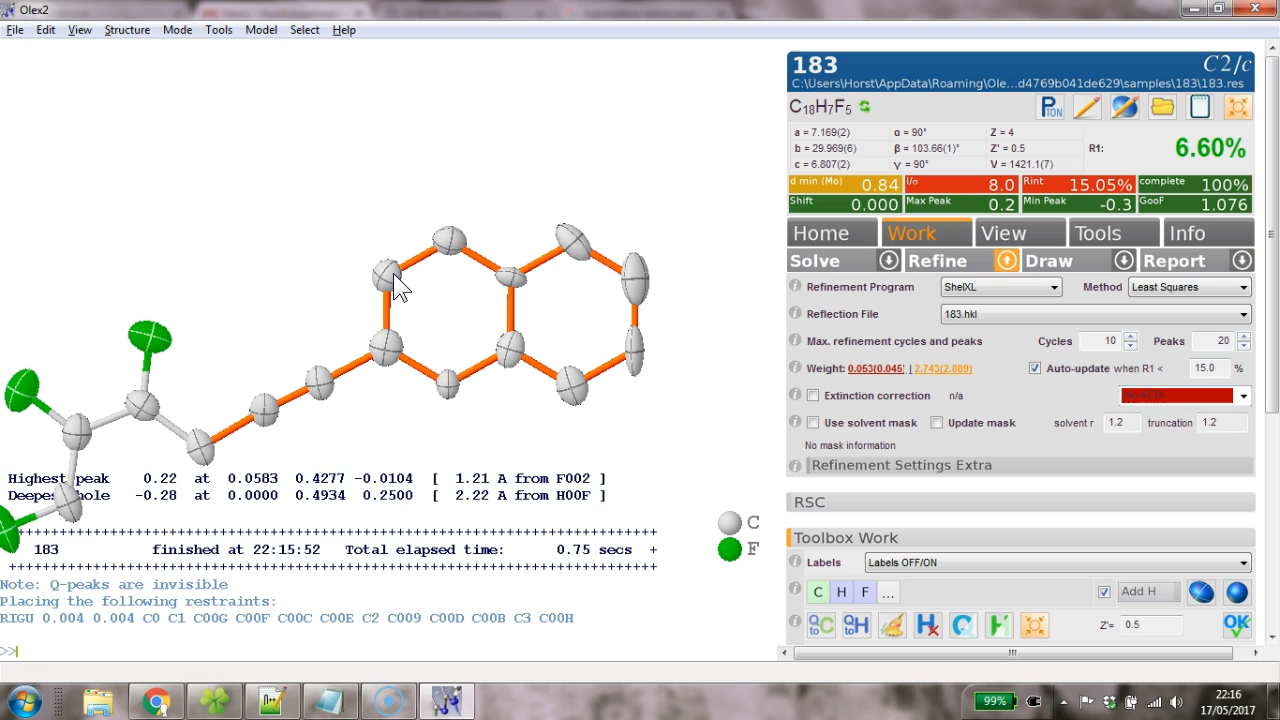 Olex2
File Edit View Structure Mode Tools Model Select Help
183 C2/c
C:\Users\Horst\AppData\Roaming\Ole...d4769b041de629\samples\183\183.res
C18H7F5
a = 7.169(2) α = 90° Z = 4
b = 29.969(6) β = 103.66(1)° Z' = 0.5 R1: 6.60%
c = 6.807(2) γ = 90° V = 1421.1(7)
d min (Mo) 0.84 I/σ 8.0 Rint 15.05% complete 100%
Shift 0.000 Max Peak 0.2 Min Peak -0.3 GooF 1.076
Home Work View Tools Info
Solve Refine Draw Report
Refinement Program ShelXL Method Least Squares
Reflection File 183.hkl
Max. refinement cycles and peaks Cycles 10 Peaks 20
Weight: 0.053(0.045) | 2.743(2.889) Auto-update when R1 < 15.0 %
Extinction correction n/a
Use solvent mask Update mask solvent r 1.2 truncation 1.2
No mask information
Refinement Settings Extra
RSC
Toolbox Work
Labels Labels OFF/ON
C H F ... Add H
QC to C QH to H H Z'= 0.5 OK
Highest peak 0.22 at 0.0583 0.4277 -0.0104 [ 1.21 A from F002 ]
Deepest hole -0.28 at 0.0000 0.4934 0.2500 [ 2.22 A from H00F ]
+++++++++++++++++++++++++++++++++++++++++++++++++++++++++++++++++++++
183 finished at 22:15:52 Total elapsed time: 0.75 secs +
+++++++++++++++++++++++++++++++++++++++++++++++++++++++++++++++++++++
Note: Q-peaks are invisible
Placing the following restraints:
RIGU 0.004 0.004 C0 C1 C00G C00F C00C C00E C2 C009 C00D C00B C3 C00H
>>
C
F
99%
22:16
17/05/2017